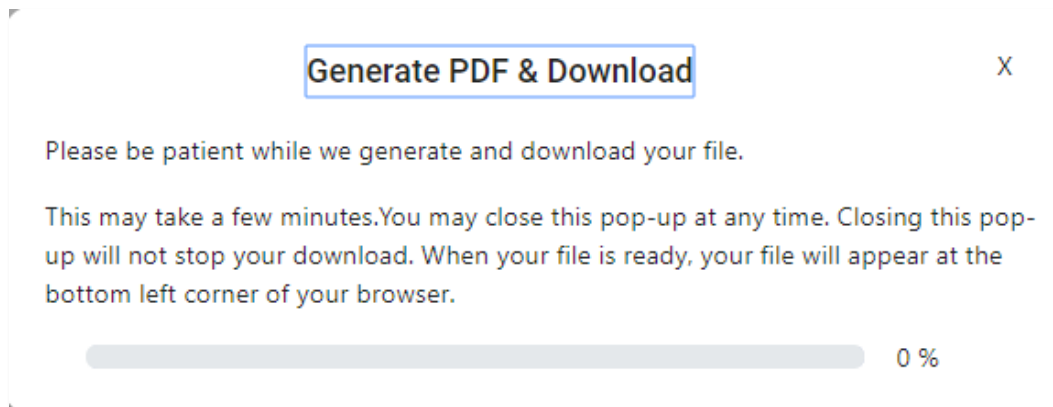 Generate PDF & Download
X
Please be patient while we generate and download your file.
This may take a few minutes.You may close this pop-up at any time. Closing this pop-
up will not stop your download. When your file is ready, your file will appear at the
bottom left corner of your browser.
0 %